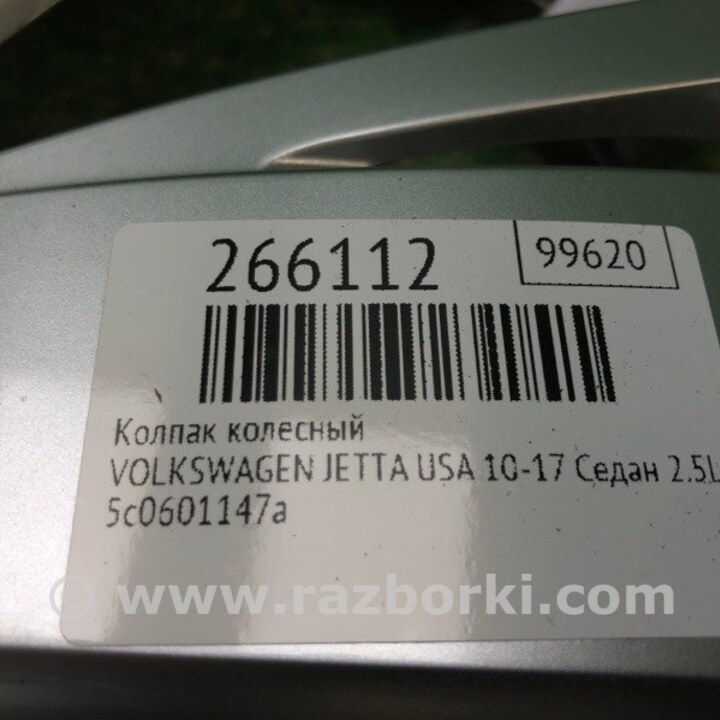 266112
99620
Колпак колесный
VOLKSWAGEN JETTA USA 10-17 Седан 2.5L
5c0601147a
© www.razborki.com